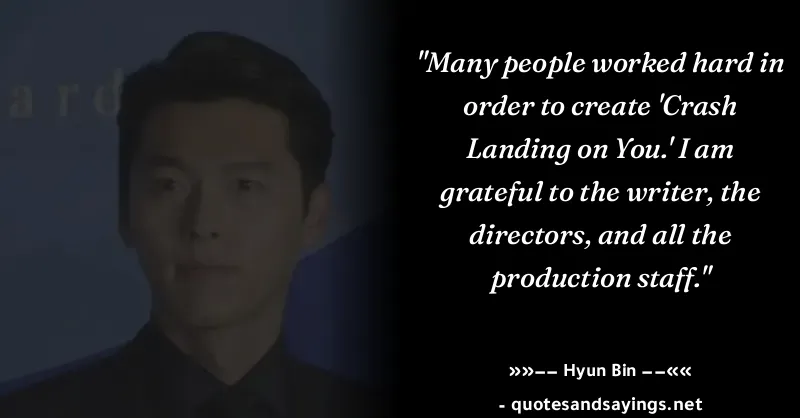 ard
"Many people worked hard in
order to create 'Crash
Landing on You.' I am
grateful to the writer, the
directors, and all the
production staff."
»»−− Hyun Bin −−««
- quotesandsayings.net